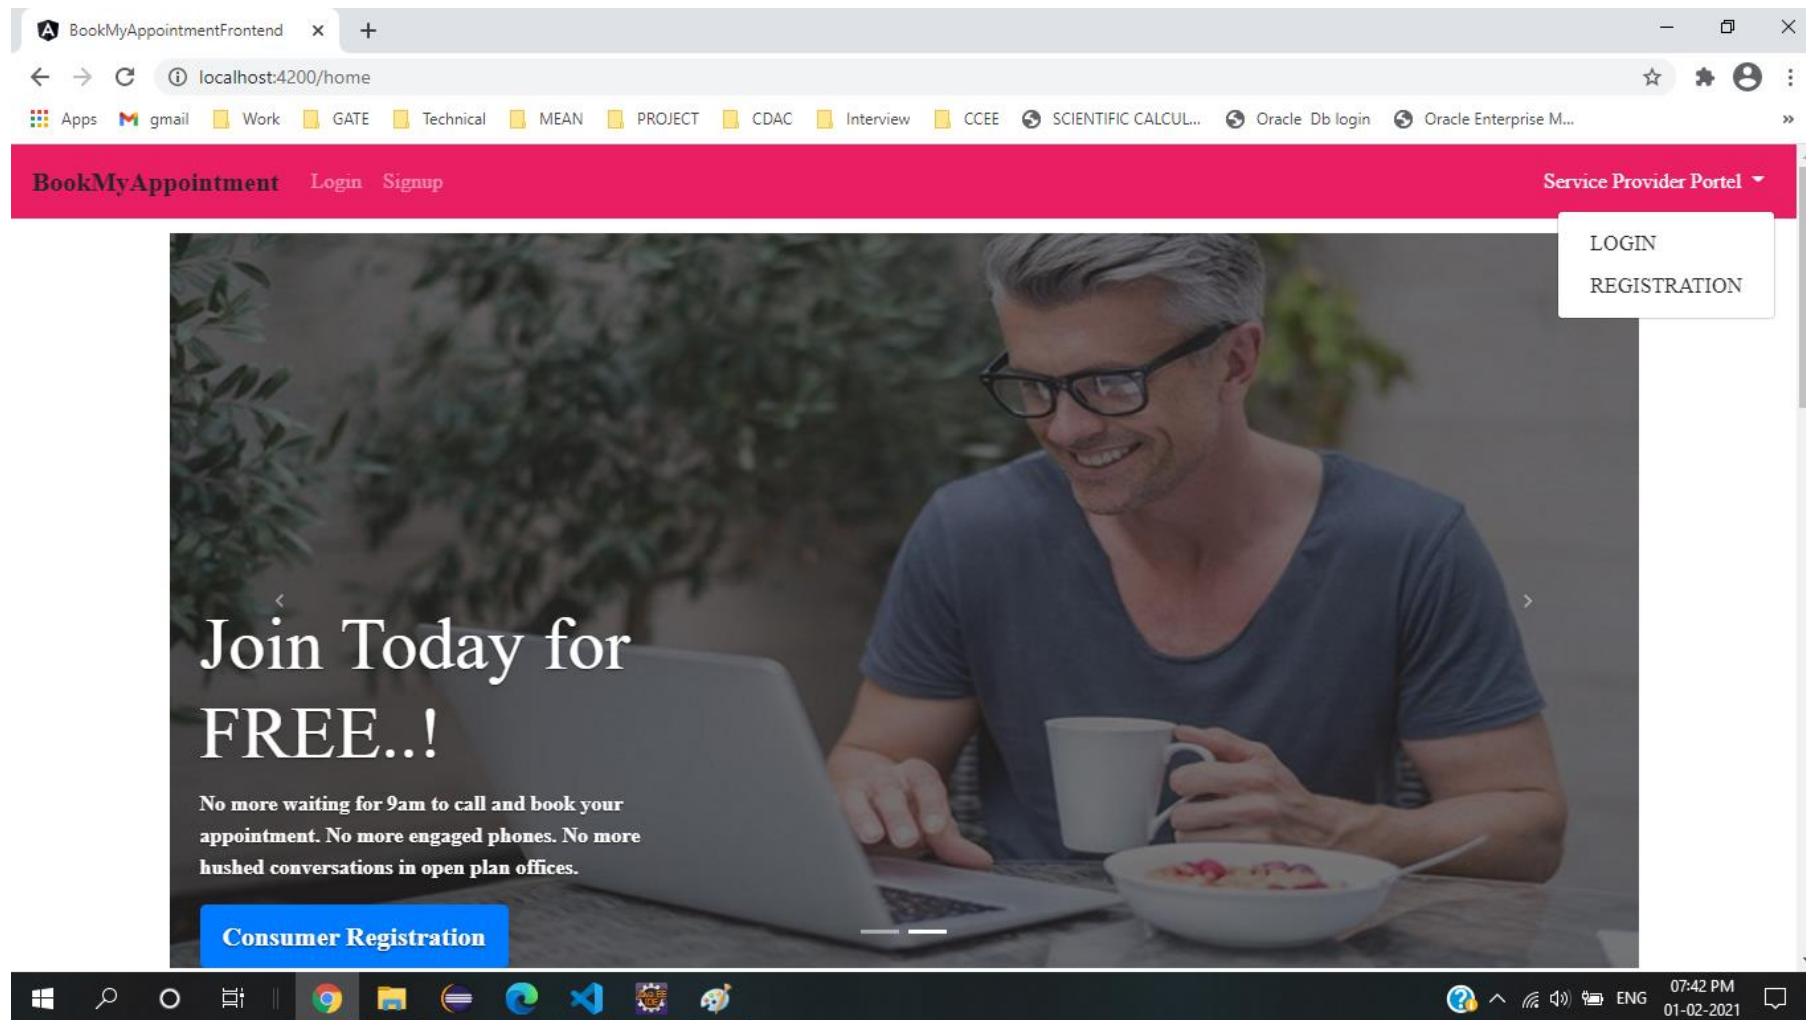 BookMyAppointmentFrontend
localhost:4200/home
Apps gmail Work GATE Technical MEAN PROJECT CDAC Interview CCEE SCIENTIFIC CALCUL... Oracle Db login Oracle Enterprise M... »
BookMyAppointment Login Signup Service Provider Portel
LOGIN
REGISTRATION
Join Today for
FREE..!
No more waiting for 9am to call and book your
appointment. No more engaged phones. No more
hushed conversations in open plan offices.
Consumer Registration
ENG 07:42 PM
01-02-2021